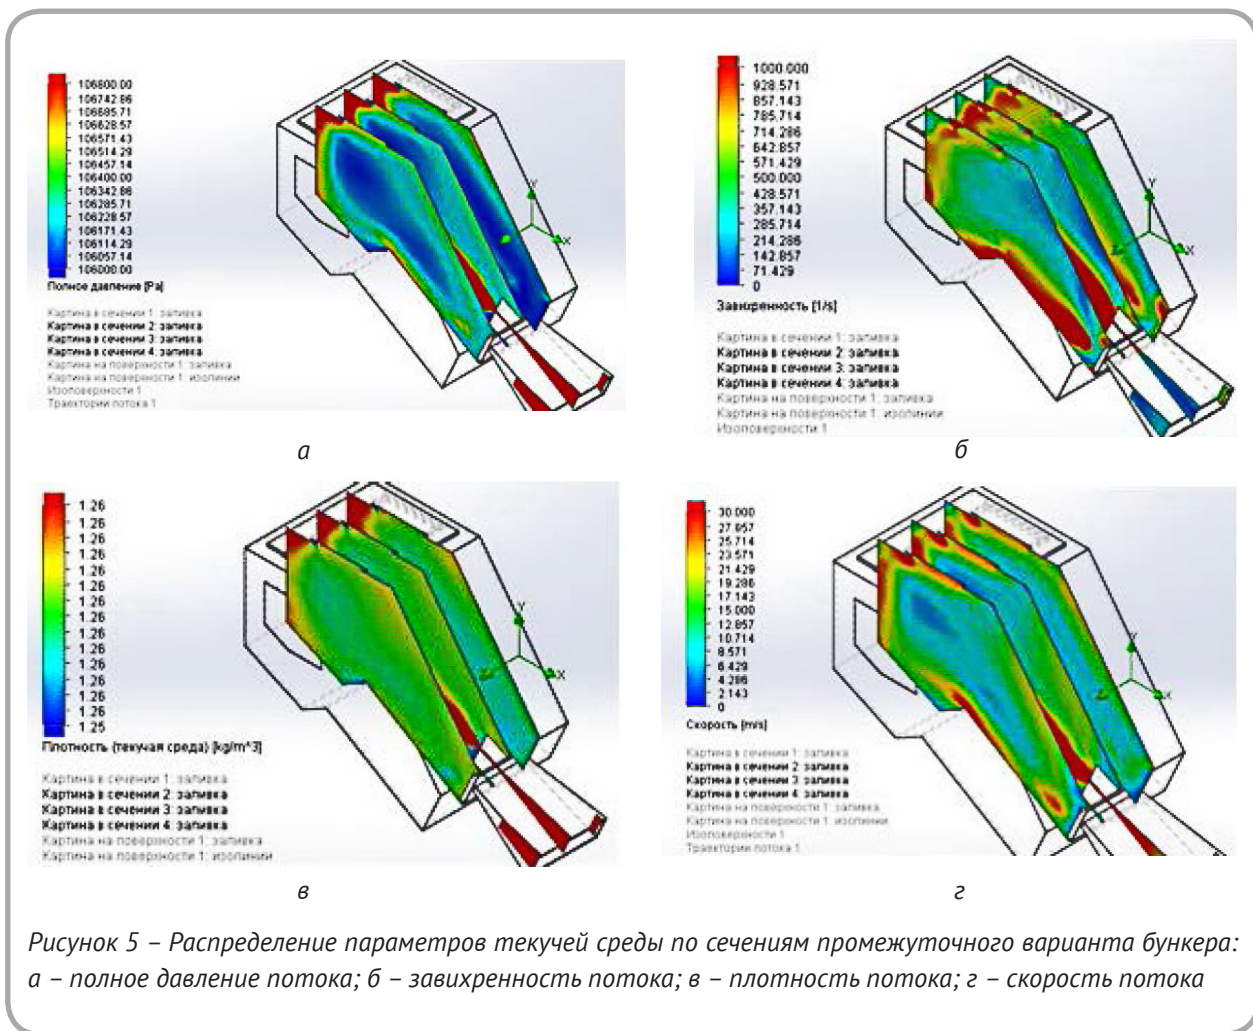 106800.00
106742.86
106685.71
106628.57
106571.43
106514.29
106457.14
106400.00
106342.86
106285.71
106228.57
106171.43
106114.29
106057.14
106000.00
Полное давление [Pa]
Картина в сечении 1: заливка
Картина в сечении 2: заливка
Картина в сечении 3: заливка
Картина в сечении 4: заливка
Картина на поверхности 1: заливка
Картина на поверхности 1: изолинии
Изоповерхности 1
Траектории потока 1
Y
X
а
1000.000
928.571
857.143
785.714
714.286
642.857
571.429
500.000
428.571
357.143
285.714
214.286
142.857
71.429
0
Завихренность [1/s]
Картина в сечении 1: заливка
Картина в сечении 2: заливка
Картина в сечении 3: заливка
Картина в сечении 4: заливка
Картина на поверхности 1: заливка
Картина на поверхности 1: изолинии
Изоповерхности 1
Y
X
б
1.26
1.26
1.26
1.26
1.26
1.26
1.26
1.26
1.26
1.26
1.26
1.26
1.26
1.26
1.25
Плотность (текучая среда) [kg/m^3]
Картина в сечении 1: заливка
Картина в сечении 2: заливка
Картина в сечении 3: заливка
Картина в сечении 4: заливка
Картина на поверхности 1: заливка
Картина на поверхности 1: изолинии
Y
X
в
30.000
27.857
25.714
23.571
21.429
19.286
17.143
15.000
12.857
10.714
8.571
6.429
4.286
2.143
0
Скорость [m/s]
Картина в сечении 1: заливка
Картина в сечении 2: заливка
Картина в сечении 3: заливка
Картина в сечении 4: заливка
Картина на поверхности 1: заливка
Картина на поверхности 1: изолинии
Изоповерхности 1
Траектории потока 1
Y
X
г
Рисунок 5 – Распределение параметров текучей среды по сечениям промежуточного варианта бункера:
а – полное давление потока; б – завихренность потока; в – плотность потока; г – скорость потока